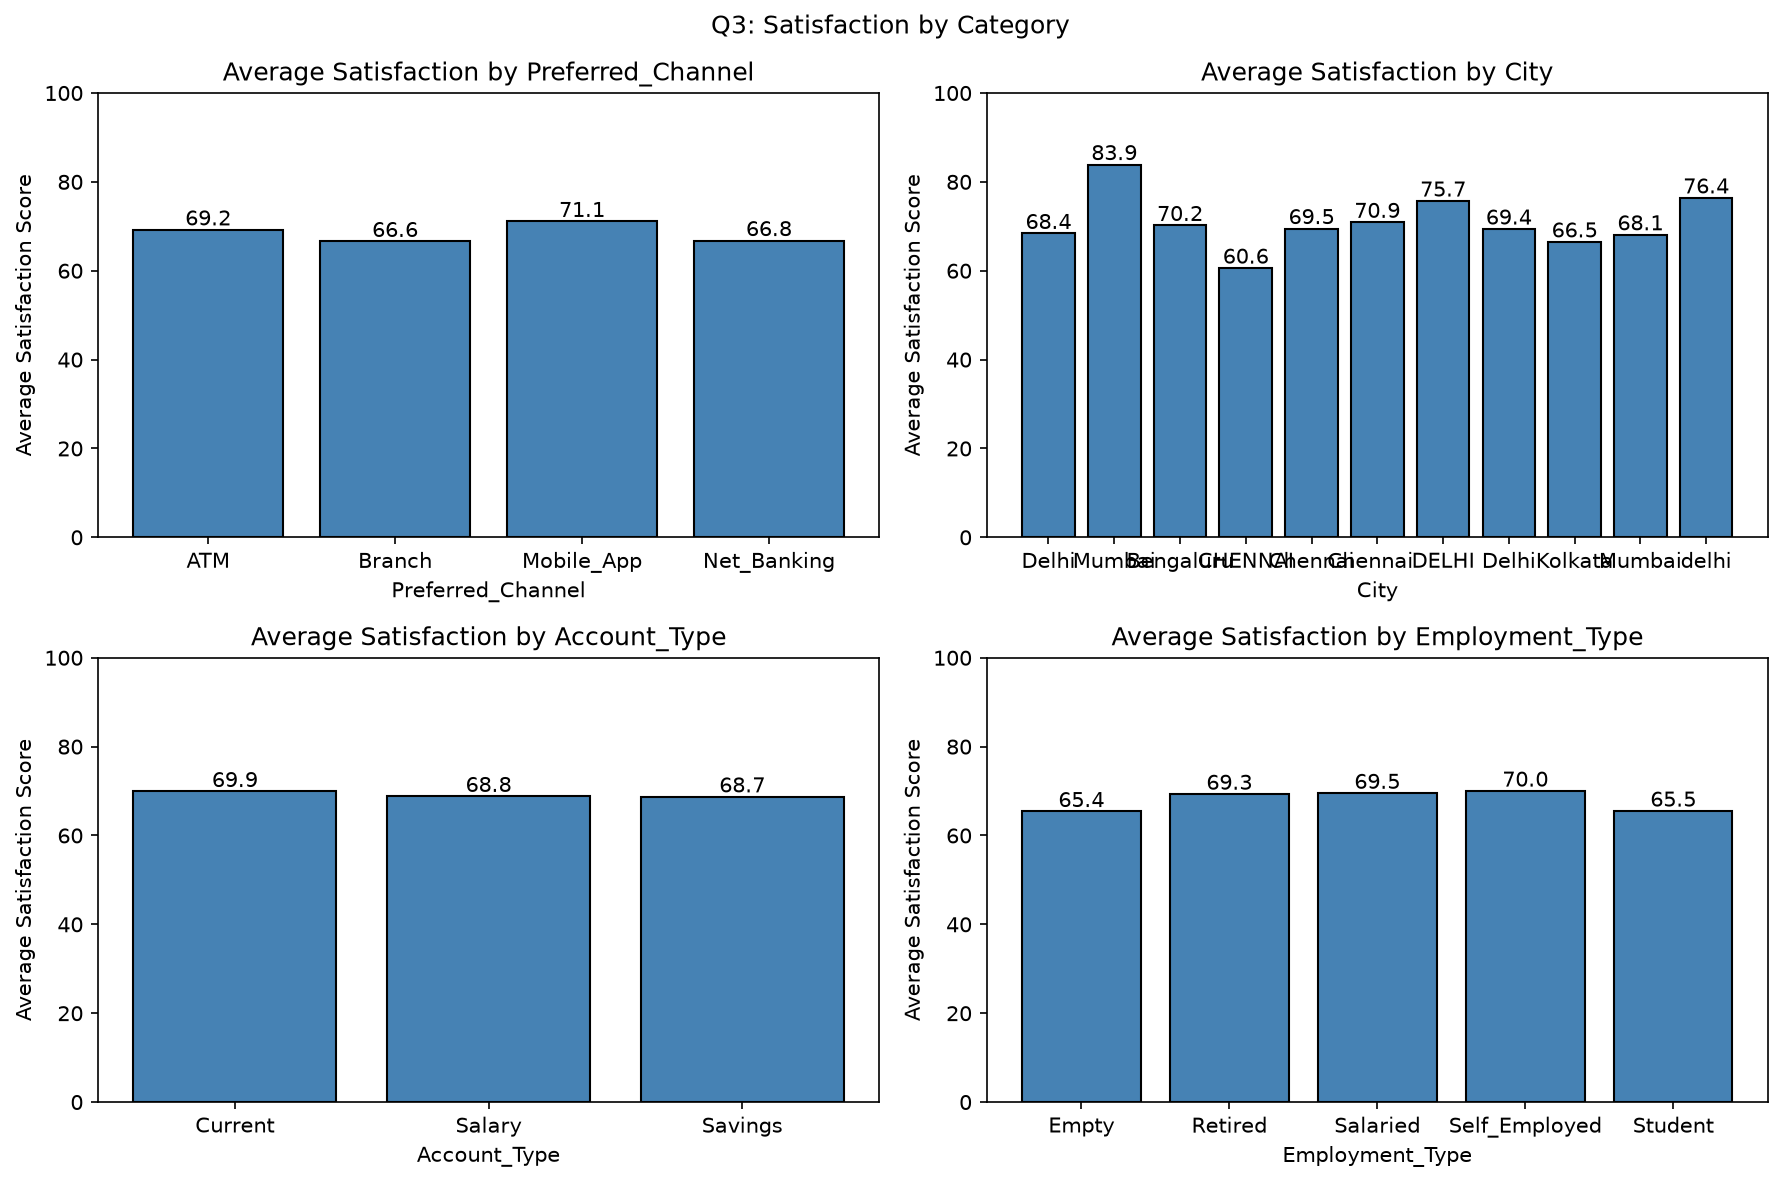 Q3: Satisfaction by Category
Average Satisfaction by Preferred_Channel
Average Satisfaction Score
100
80
60
40
20
0
69.2
66.6
71.1
66.8
ATM
Branch
Mobile_App
Net_Banking
Preferred_Channel
Average Satisfaction by City
Average Satisfaction Score
100
80
60
40
20
0
68.4
83.9
70.2
60.6
69.5
70.9
75.7
69.4
66.5
68.1
76.4
Delhi
Mumbai
Bengaluru
CHENNAI
Chennai
Chennai
DELHI
Delhi
Kolkata
Mumbai
delhi
City
Average Satisfaction by Account_Type
Average Satisfaction Score
100
80
60
40
20
0
69.9
68.8
68.7
Current
Salary
Savings
Account_Type
Average Satisfaction by Employment_Type
Average Satisfaction Score
100
80
60
40
20
0
65.4
69.3
69.5
70.0
65.5
Empty
Retired
Salaried
Self_Employed
Student
Employment_Type